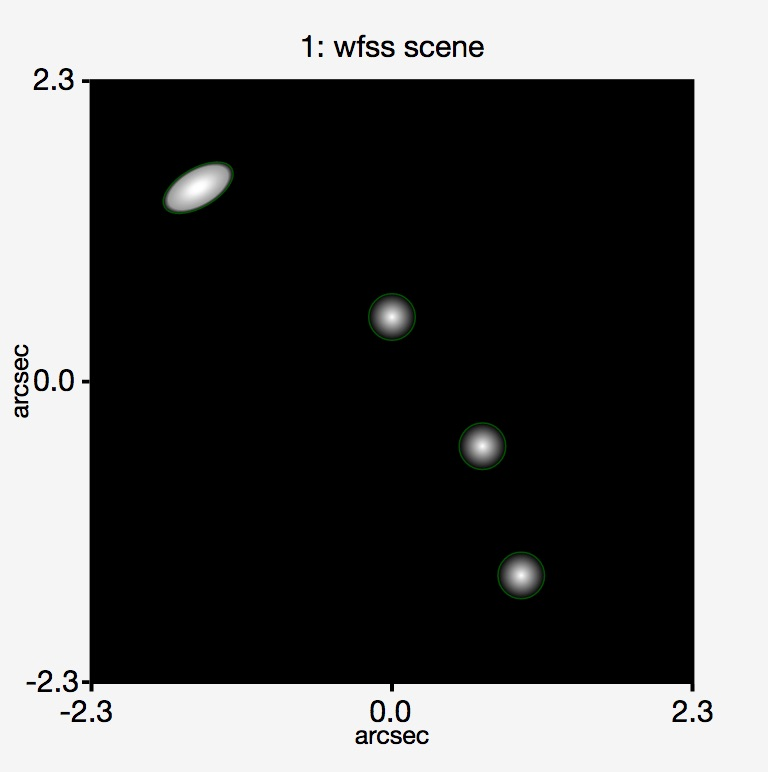 1: wfss scene
2.3
0.0
arcsec
-2.3
-2.3 0.0 2.3
arcsec